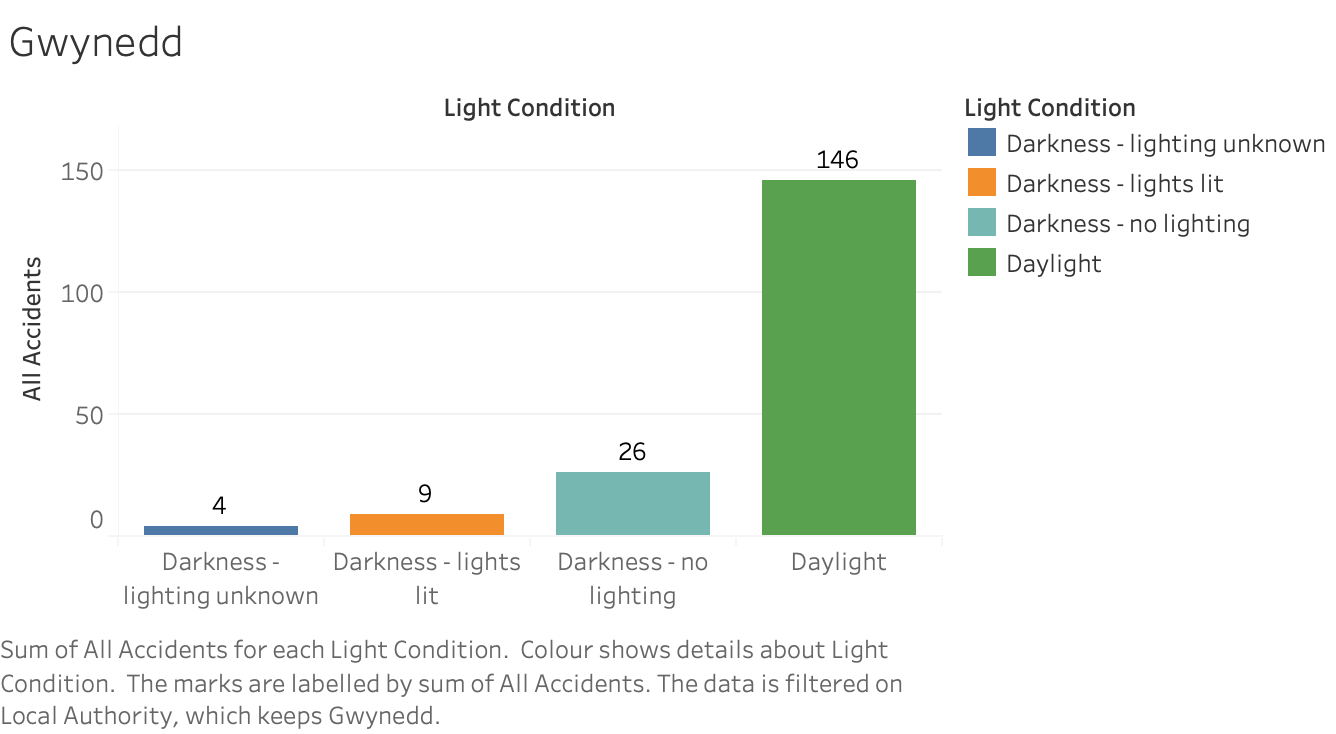 Gwynedd
Light Condition
All Accidents
150
100
50
0
4
9
26
146
Darkness -
lighting unknown
Darkness - lights
lit
Darkness - no
lighting
Daylight
Light Condition
Darkness - lighting unknown
Darkness - lights lit
Darkness - no lighting
Daylight
Sum of All Accidents for each Light Condition.  Colour shows details about Light
Condition.  The marks are labelled by sum of All Accidents. The data is filtered on
Local Authority, which keeps Gwynedd.